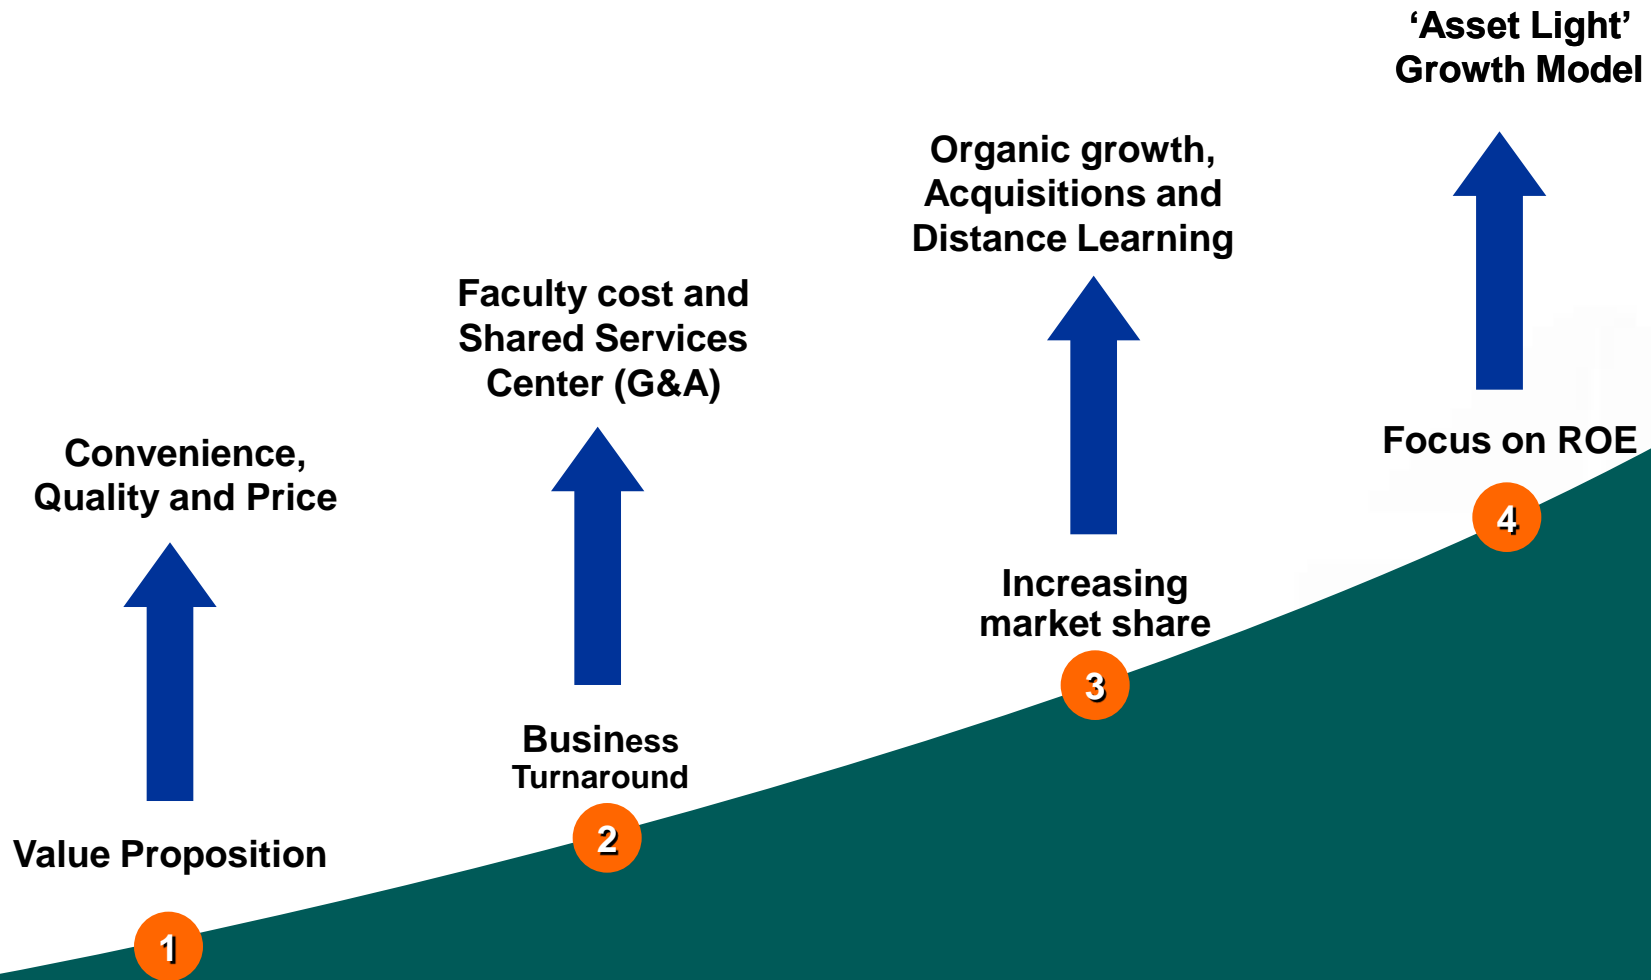 ‘Asset Light’
Growth Model
Organic growth,
Acquisitions and
Distance Learning
Faculty cost and
Shared Services
Center (G&A)
Convenience,
Quality and Price
Focus on ROE
4
Increasing
market share
3
Business
Turnaround
2
Value Proposition
1